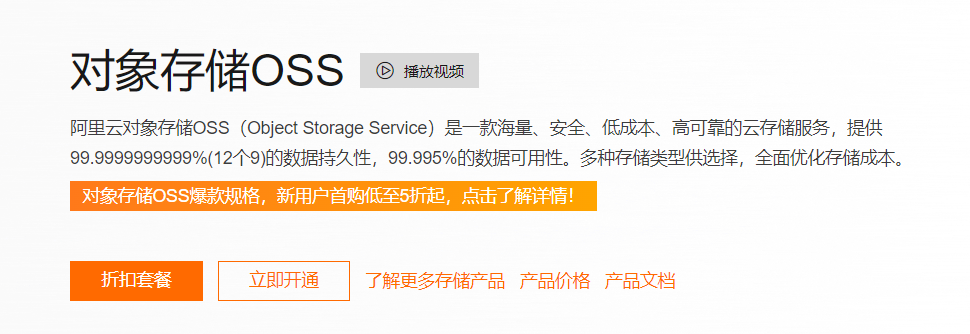 对象存储OSS 播放视频
阿里云对象存储OSS（Object Storage Service）是一款海量、安全、低成本、高可靠的云存储服务，提供
99.9999999999%(12个9)的数据持久性，99.995%的数据可用性。多种存储类型供选择，全面优化存储成本。
对象存储OSS爆款规格，新用户首购低至5折起，点击了解详情！
折扣套餐 立即开通 了解更多存储产品 产品价格 产品文档